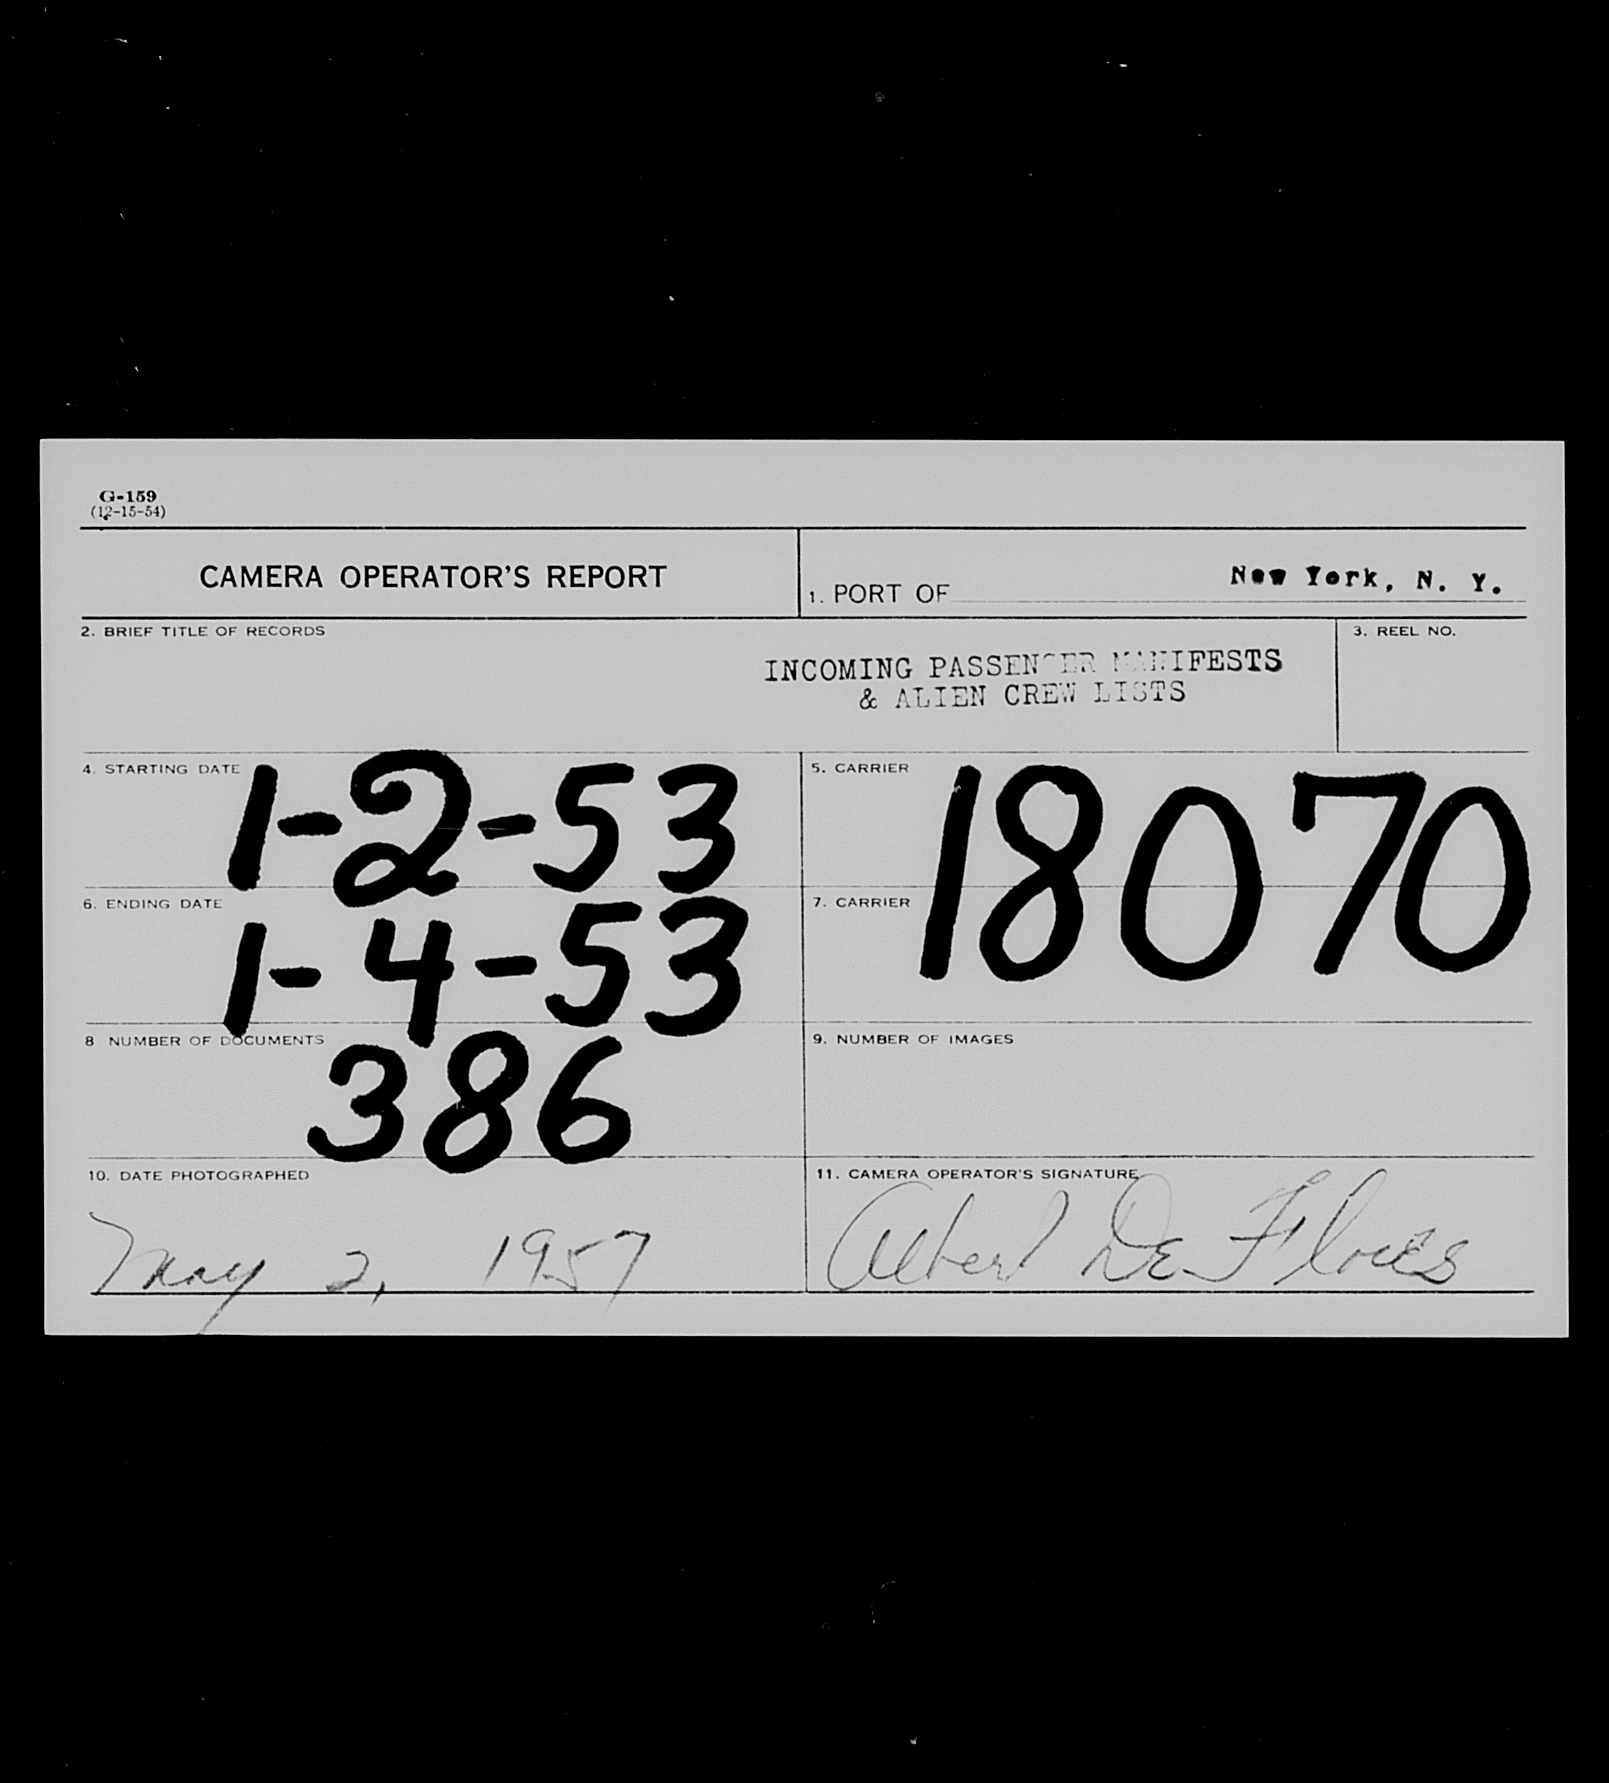 G-159
(12-15-54)
CAMERA OPERATOR'S REPORT
1. PORT OF New York, N. Y.
2. BRIEF TITLE OF RECORDS
INCOMING PASSENGER MANIFESTS
& ALIEN CREW LISTS
3. REEL NO.
4. STARTING DATE
1-2-53
5. CARRIER
18070
6. ENDING DATE
1-4-53
7. CARRIER
8 NUMBER OF DOCUMENTS
386
9. NUMBER OF IMAGES
10. DATE PHOTOGRAPHED
May 2, 1957
11. CAMERA OPERATOR'S SIGNATURE
Albert De